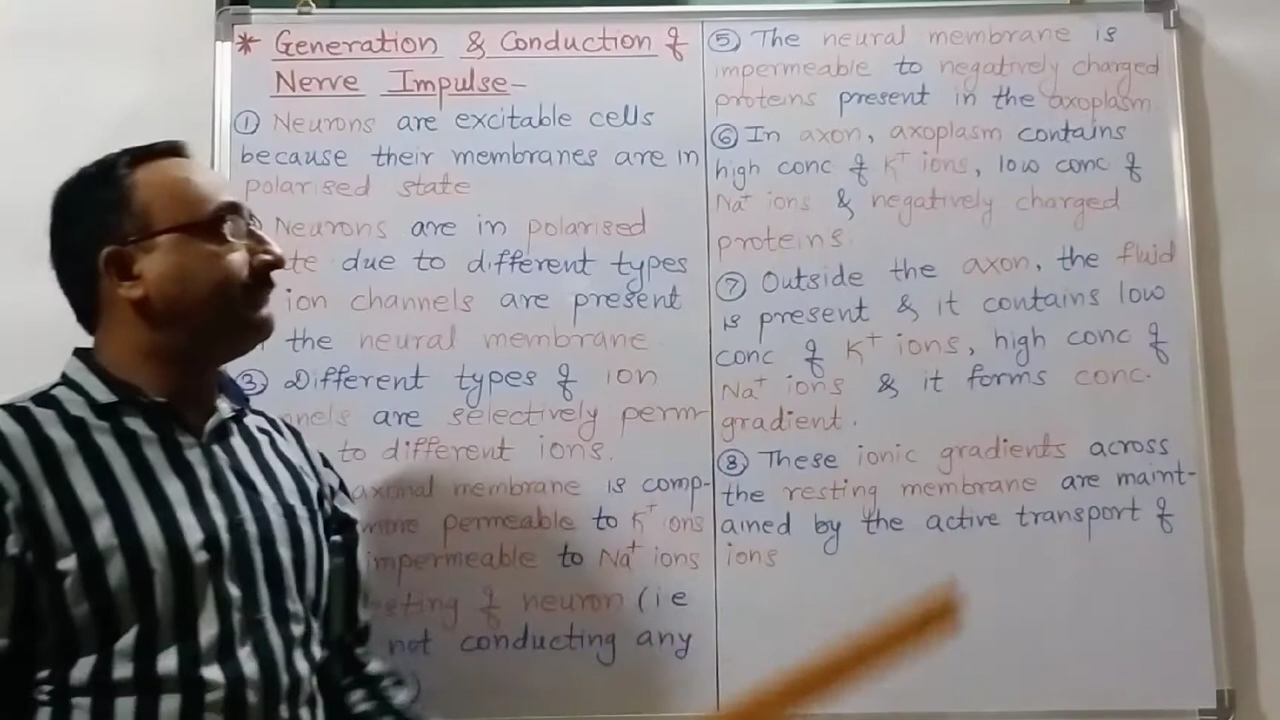 * Generation & Conduction of
Nerve Impulse-
① Neurons are excitable cells
because their membranes are in
polarised state
Neurons are in polarised
due to different types
ion channels are present
the neural membrane
③ Different types of ion
are selectively perm-
to different ions.
axonal membrane is comp-
more permeable to K⁺ ions
impermeable to Na⁺ ions
of neuron (ie
not conducting any
⑤ The neural membrane is
impermeable to negatively charged
proteins present in the axoplasm
⑥ In axon, axoplasm contains
high conc of K⁺ ions, low conc of
Na⁺ ions & negatively charged
proteins.
⑦ Outside the axon, the fluid
is present & it contains low
conc of K⁺ ions, high conc of
Na⁺ ions & it forms conc.
gradient.
⑧ These ionic gradients across
the resting membrane are maint-
ained by the active transport of
ions